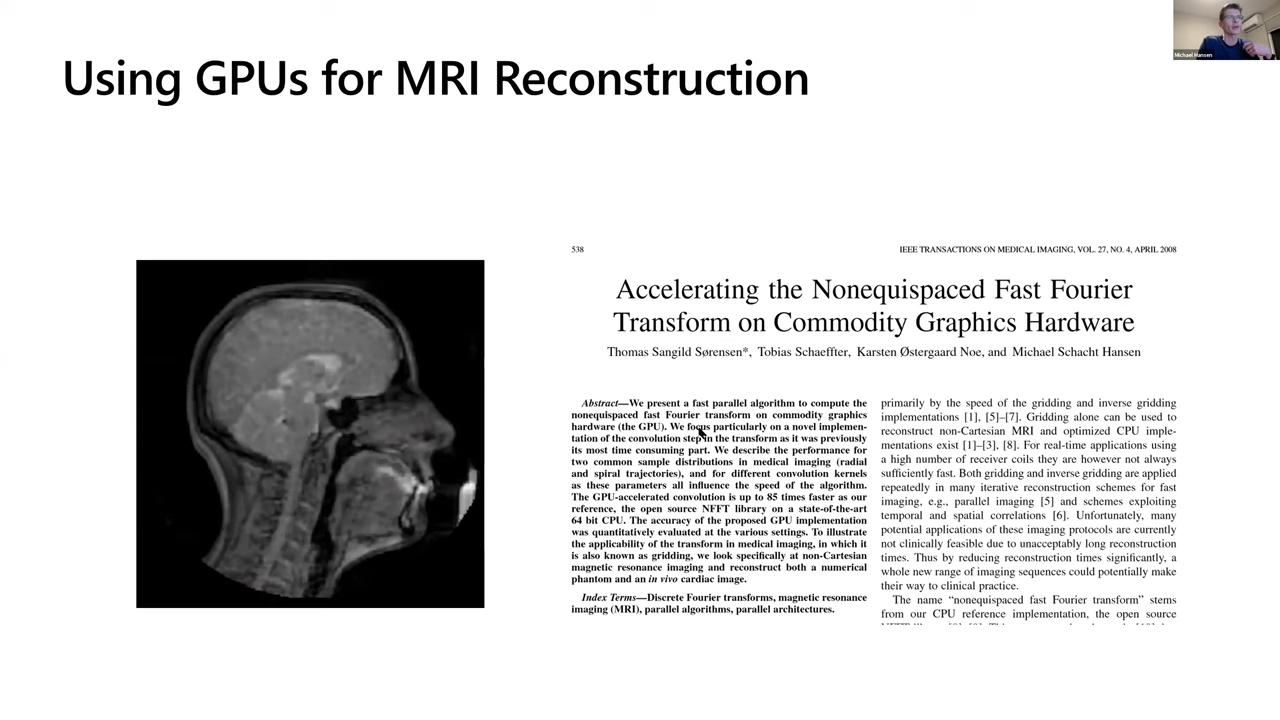 Michael Hansen
Using GPUs for MRI Reconstruction
538
IEEE TRANSACTIONS ON MEDICAL IMAGING, VOL. 27, NO. 4, APRIL 2008
Accelerating the Nonequispaced Fast Fourier
Transform on Commodity Graphics Hardware
Thomas Sangild Sørensen*, Tobias Schaeffter, Karsten Østergaard Noe, and Michael Schacht Hansen
Abstract—We present a fast parallel algorithm to compute the
nonequispaced fast Fourier transform on commodity graphics
hardware (the GPU). We focus particularly on a novel implemen-
tation of the convolution step in the transform as it was previously
its most time consuming part. We describe the performance for
two common sample distributions in medical imaging (radial
and spiral trajectories), and for different convolution kernels
as these parameters all influence the speed of the algorithm.
The GPU-accelerated convolution is up to 85 times faster as our
reference, the open source NFFT library on a state-of-the-art
64 bit CPU. The accuracy of the proposed GPU implementation
was quantitatively evaluated at the various settings. To illustrate
the applicability of the transform in medical imaging, in which it
is also known as gridding, we look specifically at non-Cartesian
magnetic resonance imaging and reconstruct both a numerical
phantom and an in vivo cardiac image.
Index Terms—Discrete Fourier transforms, magnetic resonance
imaging (MRI), parallel algorithms, parallel architectures.
primarily by the speed of the gridding and inverse gridding
implementations [1], [5]–[7]. Gridding alone can be used to
reconstruct non-Cartesian MRI and optimized CPU imple-
mentations exist [1]–[3], [8]. For real-time applications using
a high number of receiver coils they are however not always
sufficiently fast. Both gridding and inverse gridding are applied
repeatedly in many iterative reconstruction schemes for fast
imaging, e.g., parallel imaging [5] and schemes exploiting
temporal and spatial correlations [6]. Unfortunately, many
potential applications of these imaging protocols are currently
not clinically feasible due to unacceptably long reconstruction
times. Thus by reducing reconstruction times significantly, a
whole new range of imaging sequences could potentially make
their way to clinical practice.
The name “nonequispaced fast Fourier transform” stems
from our CPU reference implementation, the open source